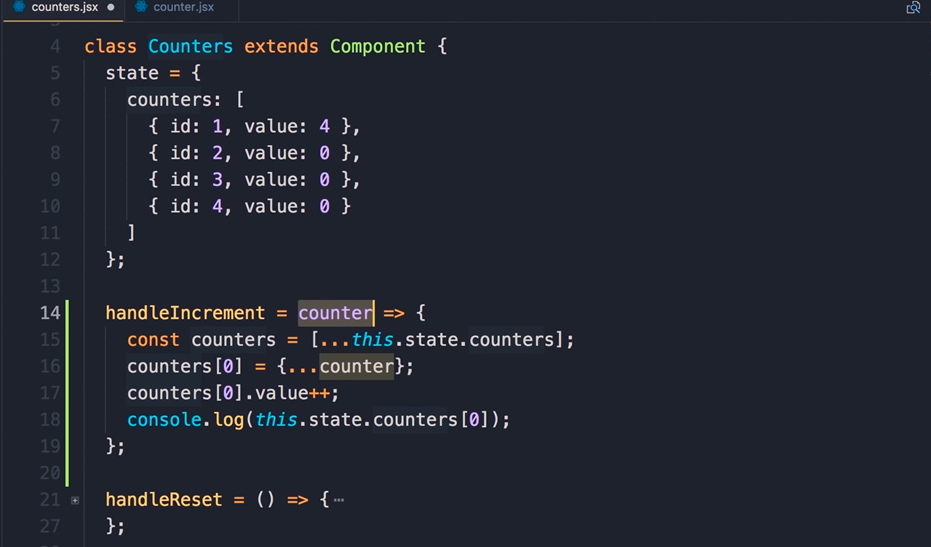 counters.jsx ● counter.jsx
4 class Counters extends Component {
5 state = {
6 counters: [
7 { id: 1, value: 4 },
8 { id: 2, value: 0 },
9 { id: 3, value: 0 },
10 { id: 4, value: 0 }
11 ]
12 };
13
14 handleIncrement = counter => {
15 const counters = [...this.state.counters];
16 counters[0] = {...counter};
17 counters[0].value++;
18 console.log(this.state.counters[0]);
19 };
20
21 handleReset = () => {⋯
27 };